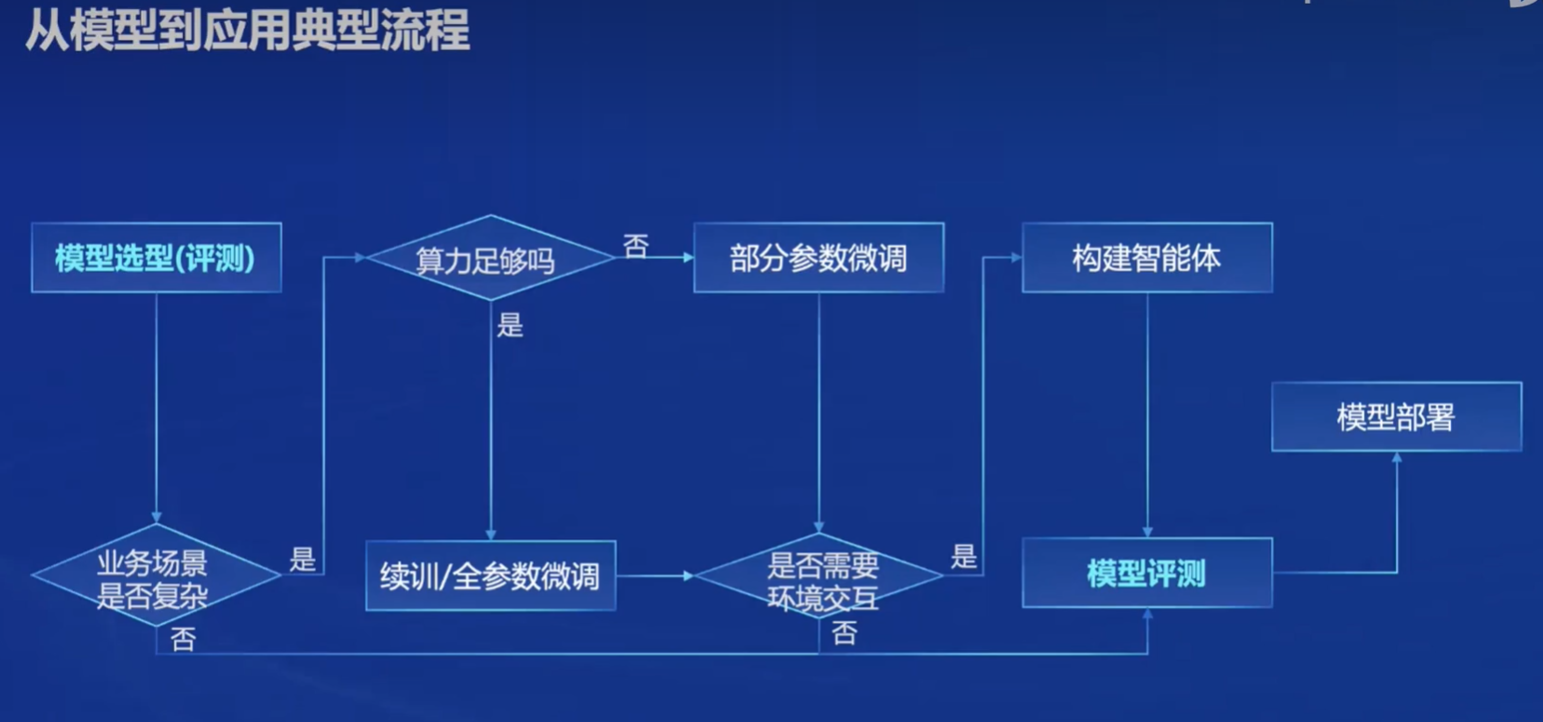 从模型到应用典型流程
模型选型(评测)
算力足够吗
否
部分参数微调
构建智能体
是
模型部署
业务场景
是否复杂
是
续训/全参数微调
是否需要
环境交互
是
模型评测
否
否